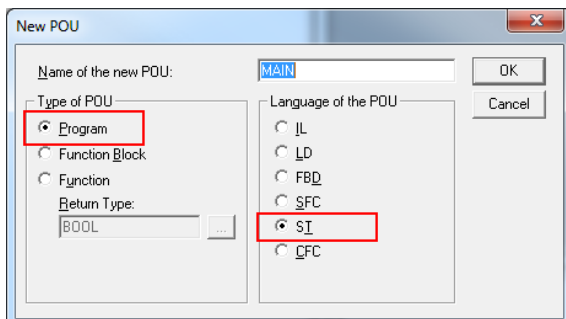 New POU
Name of the new POU:
MAIN
OK
Cancel
Type of POU
Program
Function Block
Function
Return Type:
BOOL
...
Language of the POU
IL
LD
FBD
SFC
ST
CFC